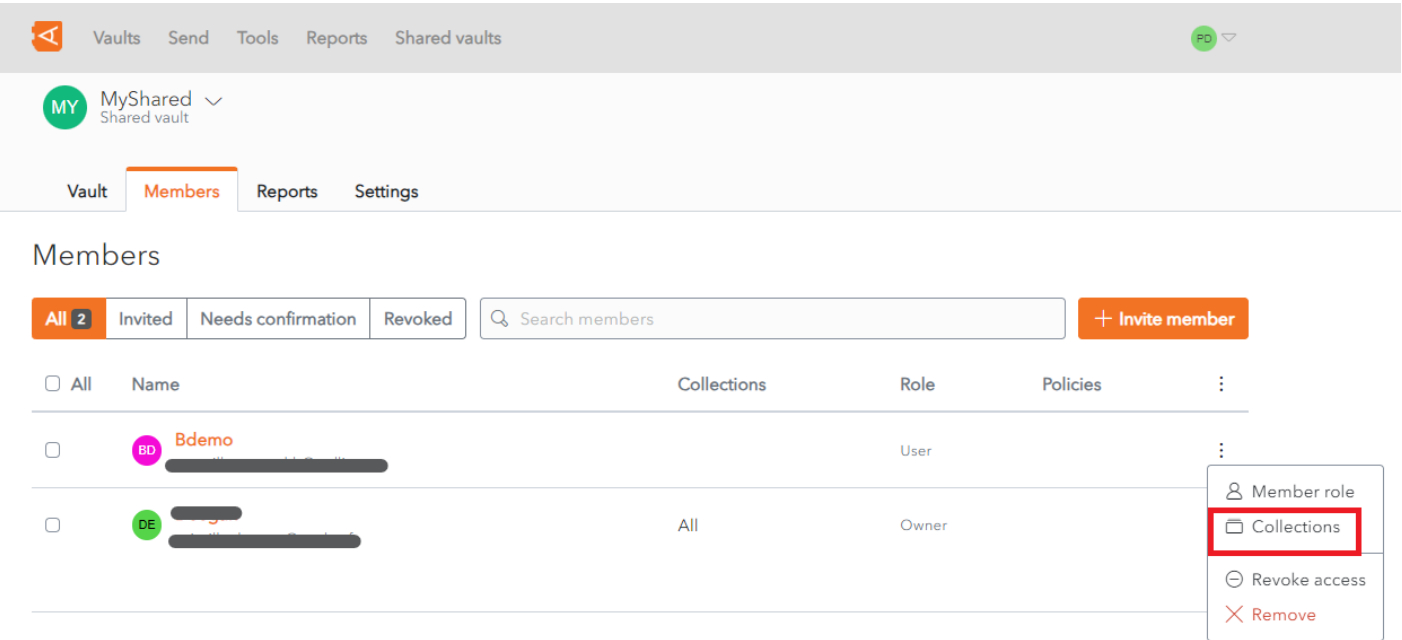 Vaults Send Tools Reports Shared vaults PD
MY MyShared
Shared vault
Vault Members Reports Settings
Members
All 2 Invited Needs confirmation Revoked Search members + Invite member
All Name Collections Role Policies
BD Bdemo User
DE All Owner
Member role
Collections
Revoke access
Remove